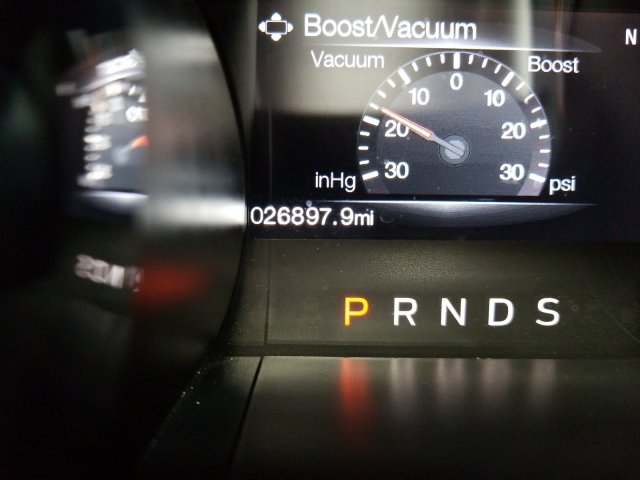 Boost/Vacuum
N
Vacuum 0 Boost
10 10
20 20
30 30
inHg psi
026897.9mi
P R N D S